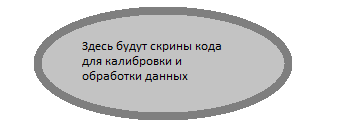 Здесь будут скрины кода
для калибровки и
обработки данных